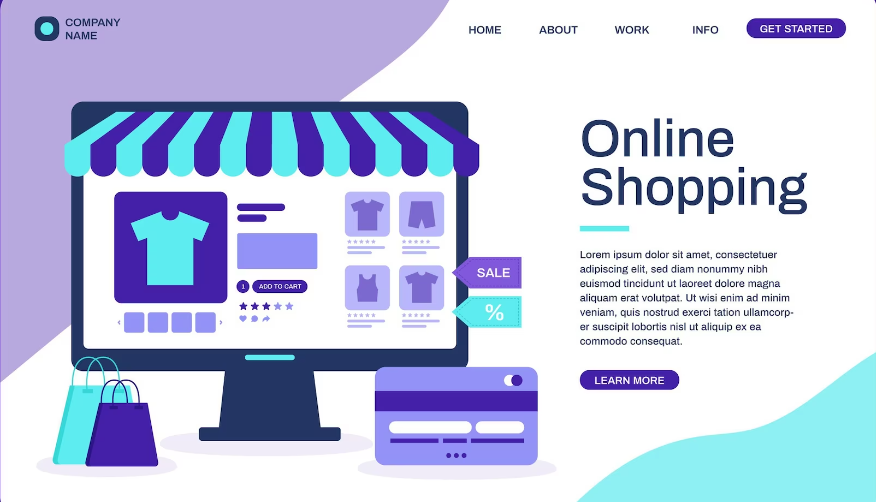 COMPANY
NAME
HOME ABOUT WORK INFO GET STARTED
Online
Shopping
Lorem ipsum dolor sit amet, consectetuer
adipiscing elit, sed diam nonummy nibh
euismod tincidunt ut laoreet dolore magna
aliquam erat volutpat. Ut wisi enim ad minim
veniam, quis nostrud exerci tation ullamcorp-
er suscipit lobortis nisl ut aliquip ex ea
commodo consequat.
LEARN MORE
1 ADD TO CART
SALE
%